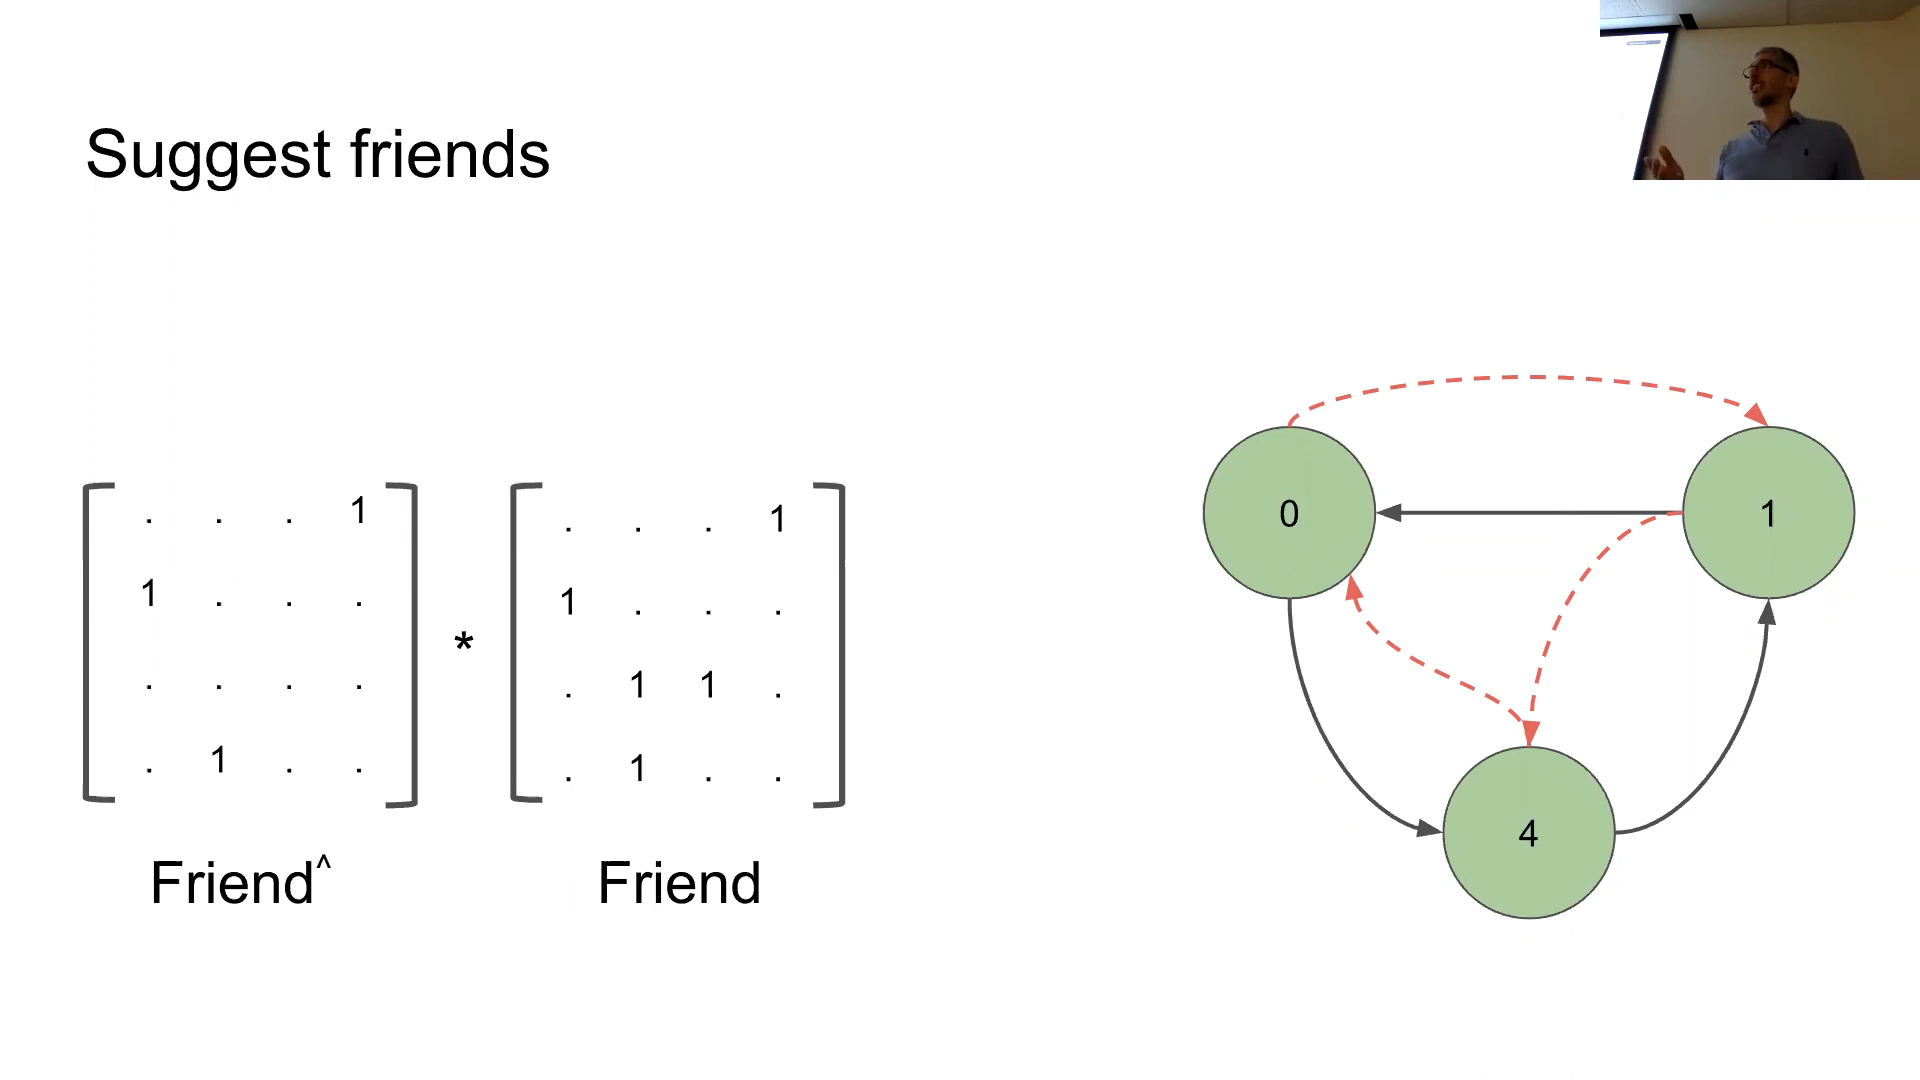 Suggest friends
. . . 1
1 . . .
. . . .
. 1 . .
*
. . . 1
1 . . .
. 1 1 .
. 1 . .
Friend^
Friend
0
1
4